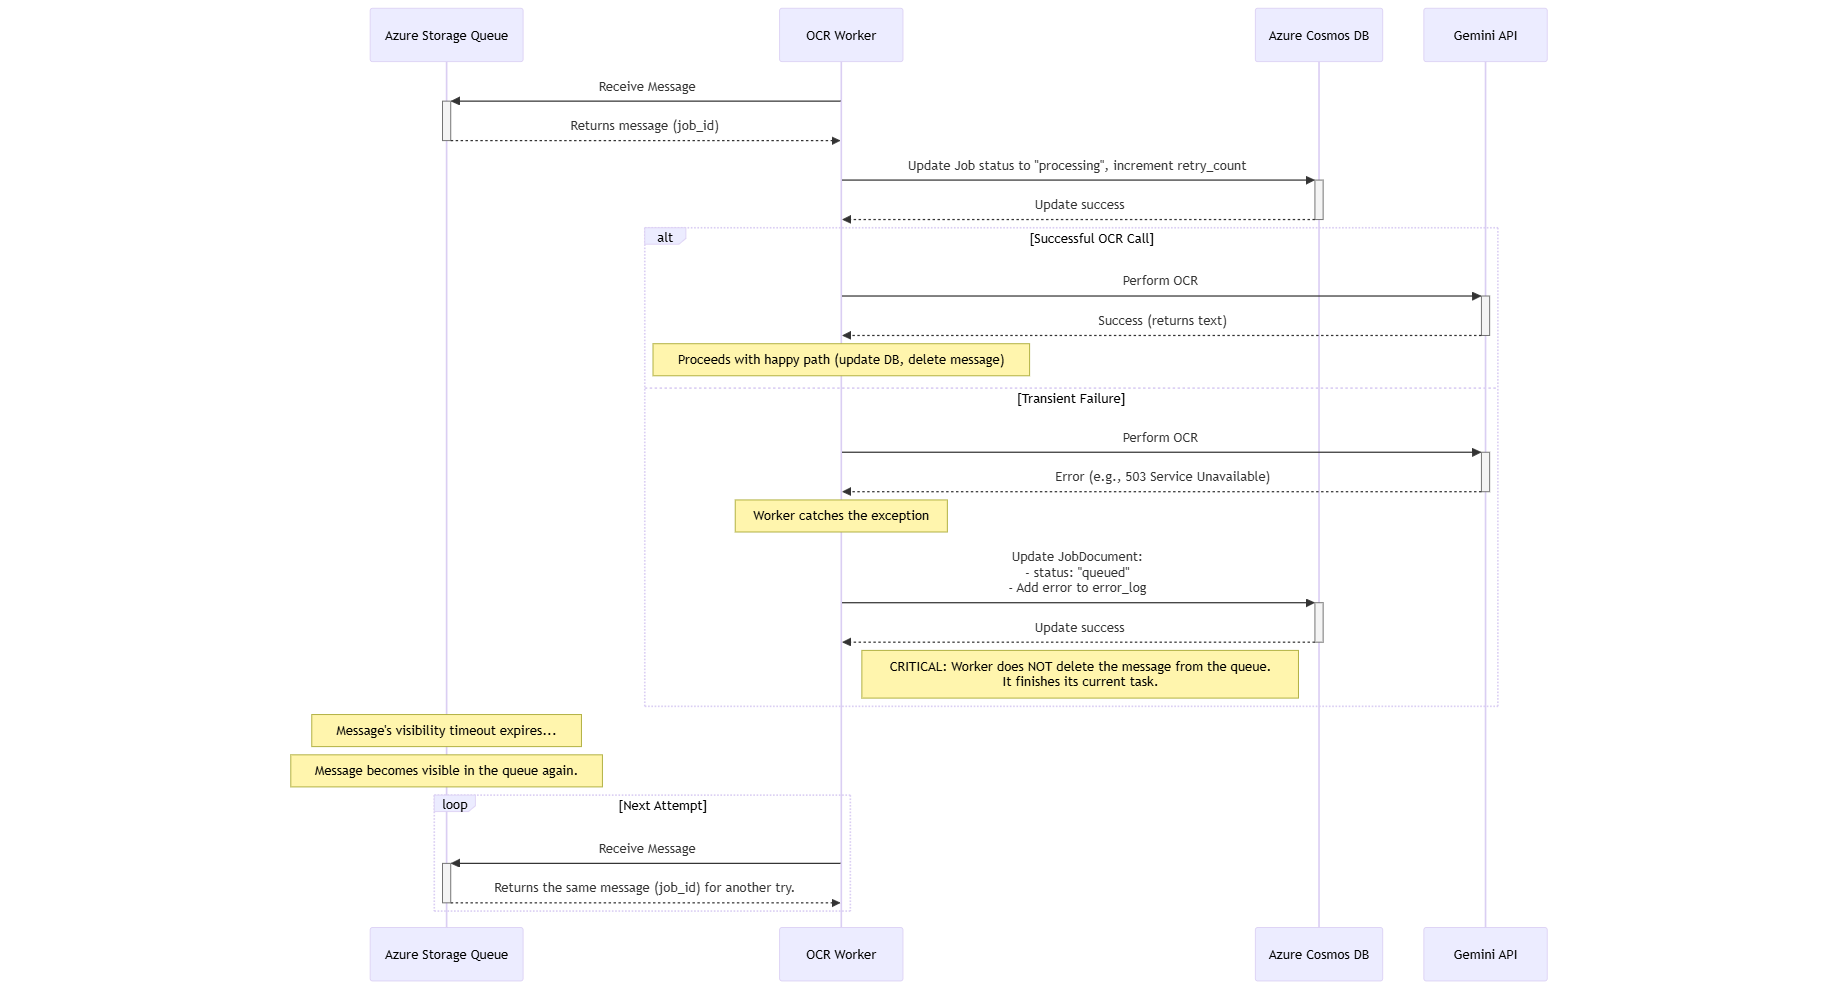 Azure Storage Queue
OCR Worker
Azure Cosmos DB
Gemini API
Receive Message
Returns message (job_id)
Update Job status to "processing", increment retry_count
Update success
alt
[Successful OCR Call]
Perform OCR
Success (returns text)
Proceeds with happy path (update DB, delete message)
[Transient Failure]
Perform OCR
Error (e.g., 503 Service Unavailable)
Worker catches the exception
Update JobDocument:
- status: "queued"
- Add error to error_log
Update success
CRITICAL: Worker does NOT delete the message from the queue.
It finishes its current task.
Message's visibility timeout expires...
Message becomes visible in the queue again.
loop
[Next Attempt]
Receive Message
Returns the same message (job_id) for another try.
Azure Storage Queue
OCR Worker
Azure Cosmos DB
Gemini API